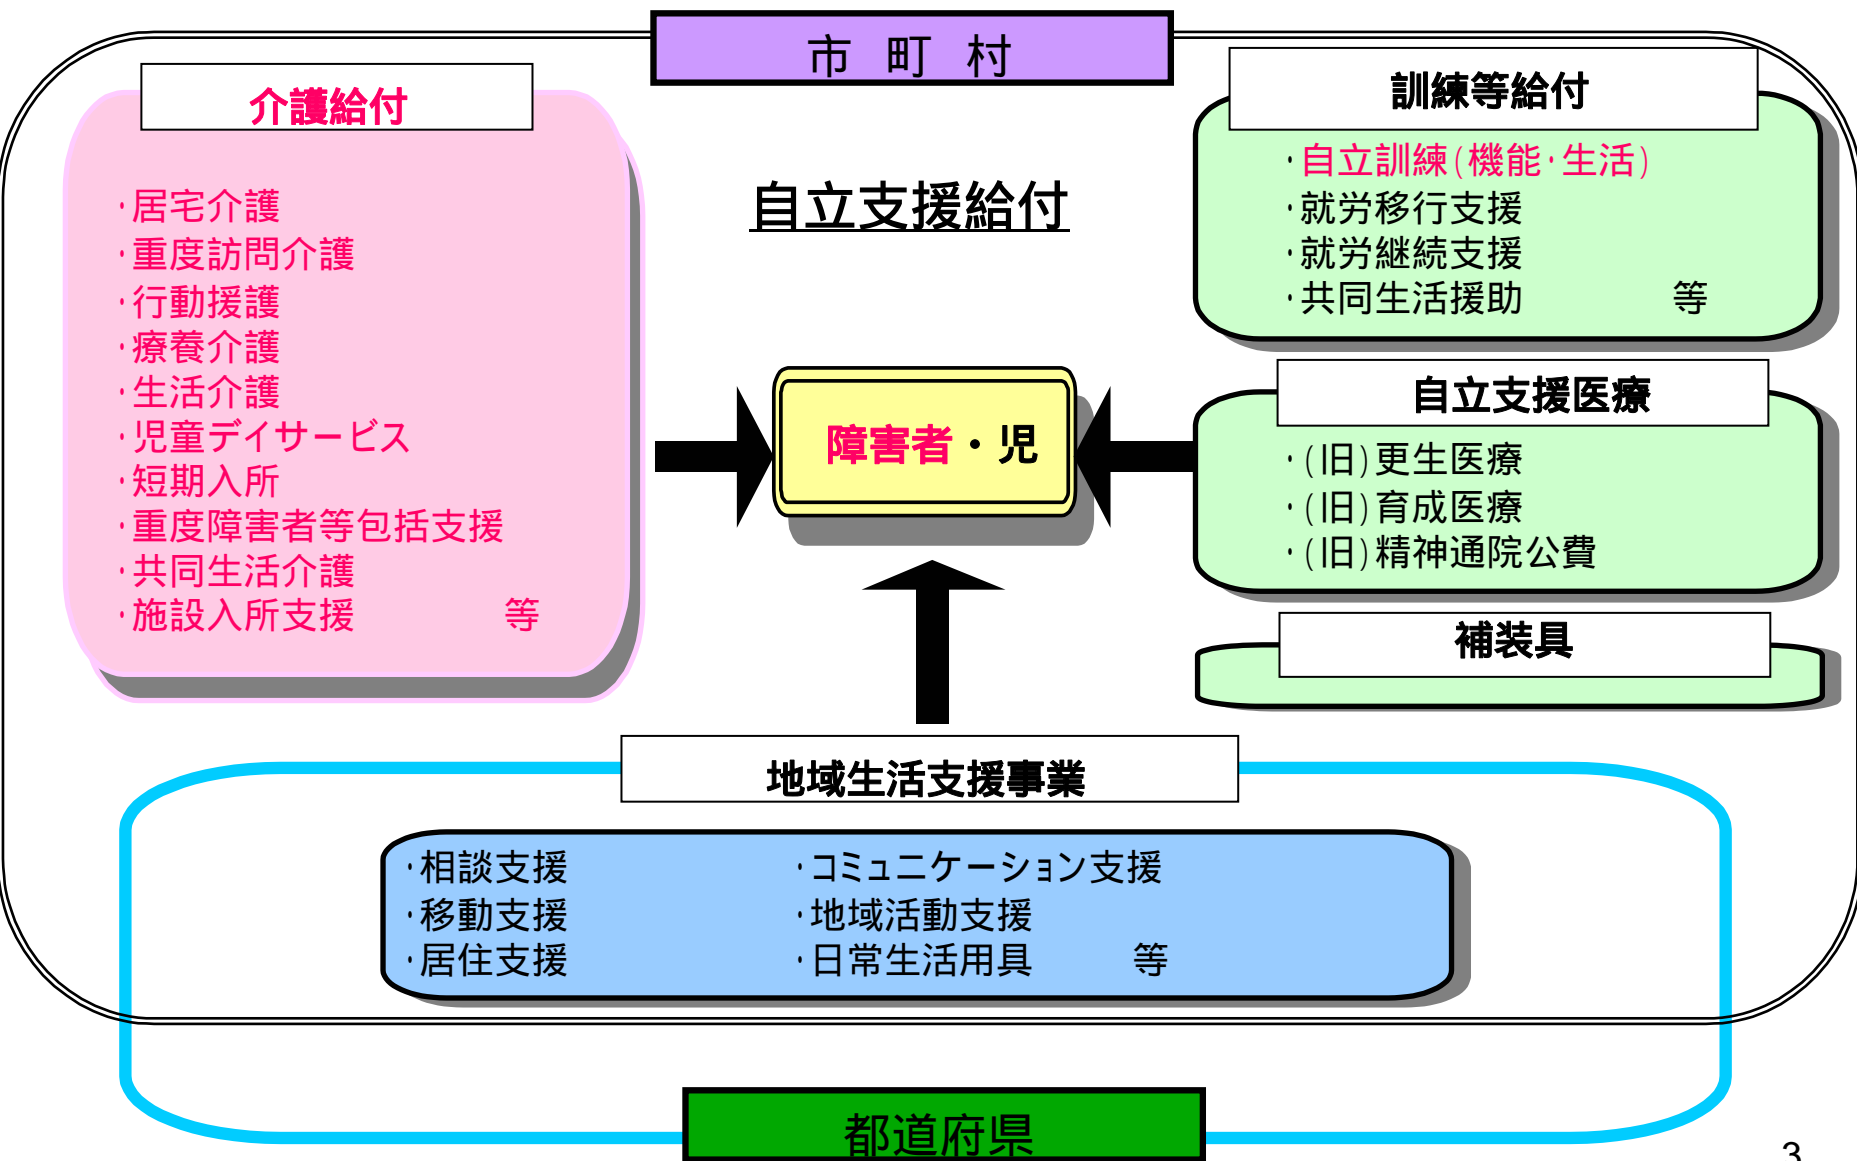 市 町 村
介護給付
・居宅介護
・重度訪問介護
・行動援護
・療養介護
・生活介護
・児童デイサービス
・短期入所
・重度障害者等包括支援
・共同生活介護
・施設入所支援 等
自立支援給付
障害者・児
訓練等給付
・自立訓練(機能・生活)
・就労移行支援
・就労継続支援
・共同生活援助 等
自立支援医療
・(旧)更生医療
・(旧)育成医療
・(旧)精神通院公費
補装具
地域生活支援事業
・相談支援 ・コミュニケーション支援
・移動支援 ・地域活動支援
・居住支援 ・日常生活用具 等
都道府県
3